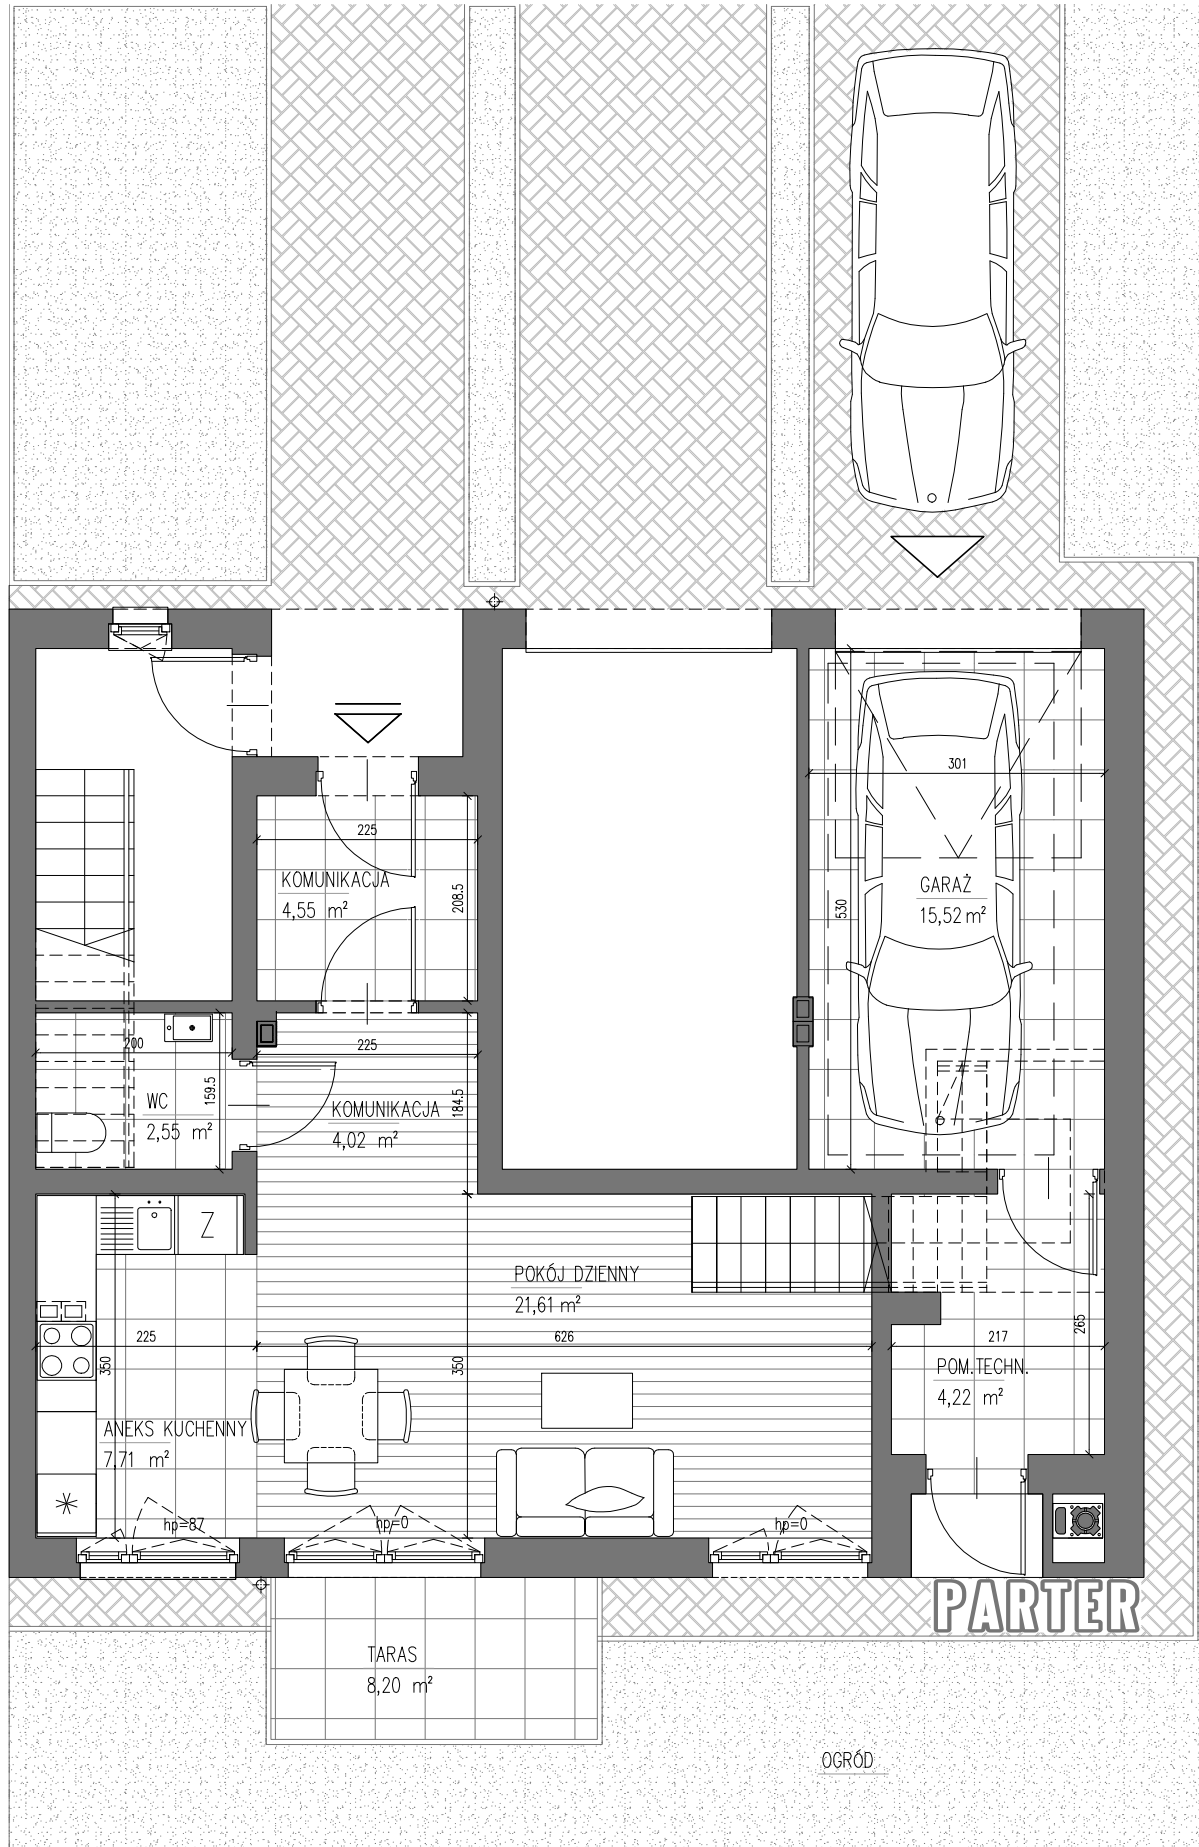 301
225
KOMUNIKACJA
4,55 m²
208.5
GARAŻ
15,52 m²
530
200
225
WC
2,55 m²
159.5
KOMUNIKACJA
4,02 m²
184.5
Z
POKÓJ DZIENNY
21,61 m²
225
626
217
265
350
350
POM.TECHN.
4,22 m²
ANEKS KUCHENNY
7,71 m²
hp=87
hp=0
hp=0
PARTER
TARAS
8,20 m²
OGRÓD